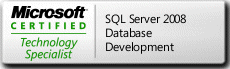 Microsoft
CERTIFIED
Technology
Specialist
SQL Server 2008
Database
Development